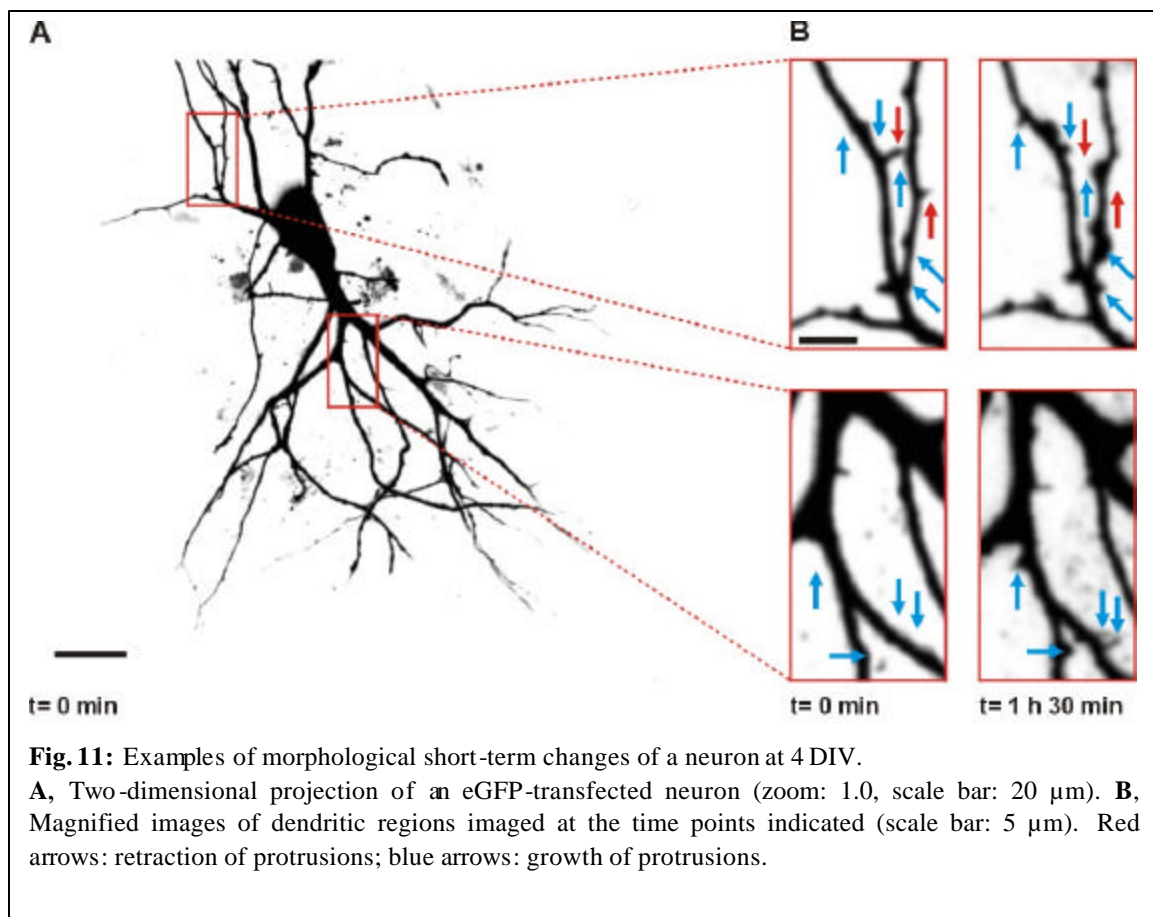 A
B
t= 0 min
t= 0 min
t= 1 h 30 min
Fig. 11: Examples of morphological short-term changes of a neuron at 4 DIV.
A, Two-dimensional projection of an eGFP-transfected neuron (zoom: 1.0, scale bar: 20 µm). B,
Magnified images of dendritic regions imaged at the time points indicated (scale bar: 5 µm). Red
arrows: retraction of protrusions; blue arrows: growth of protrusions.